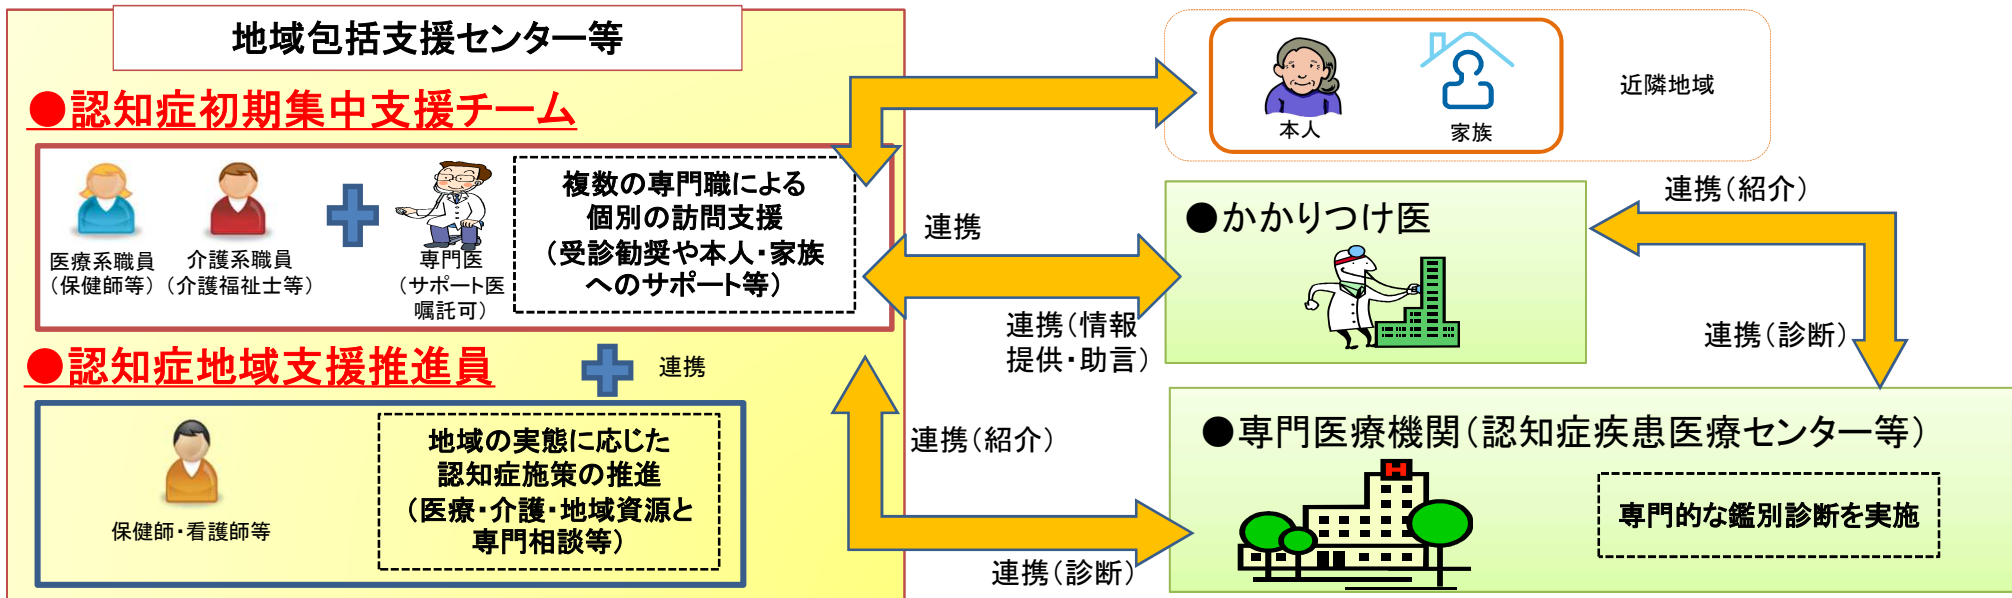 地域包括支援センター等
●認知症初期集中支援チーム
医療系職員
（保健師等）
介護系職員
（介護福祉士等）
専門医
（サポート医
嘱託可）
複数の専門職による
個別の訪問支援
（受診勧奨や本人・家族
へのサポート等）
●認知症地域支援推進員
連携
保健師・看護師等
地域の実態に応じた
認知症施策の推進
（医療・介護・地域資源と
専門相談等）
本人
家族
近隣地域
連携
連携（情報
提供・助言）
●かかりつけ医
連携（紹介）
連携（診断）
連携（紹介）
連携（診断）
●専門医療機関（認知症疾患医療センター等）
H
専門的な鑑別診断を実施